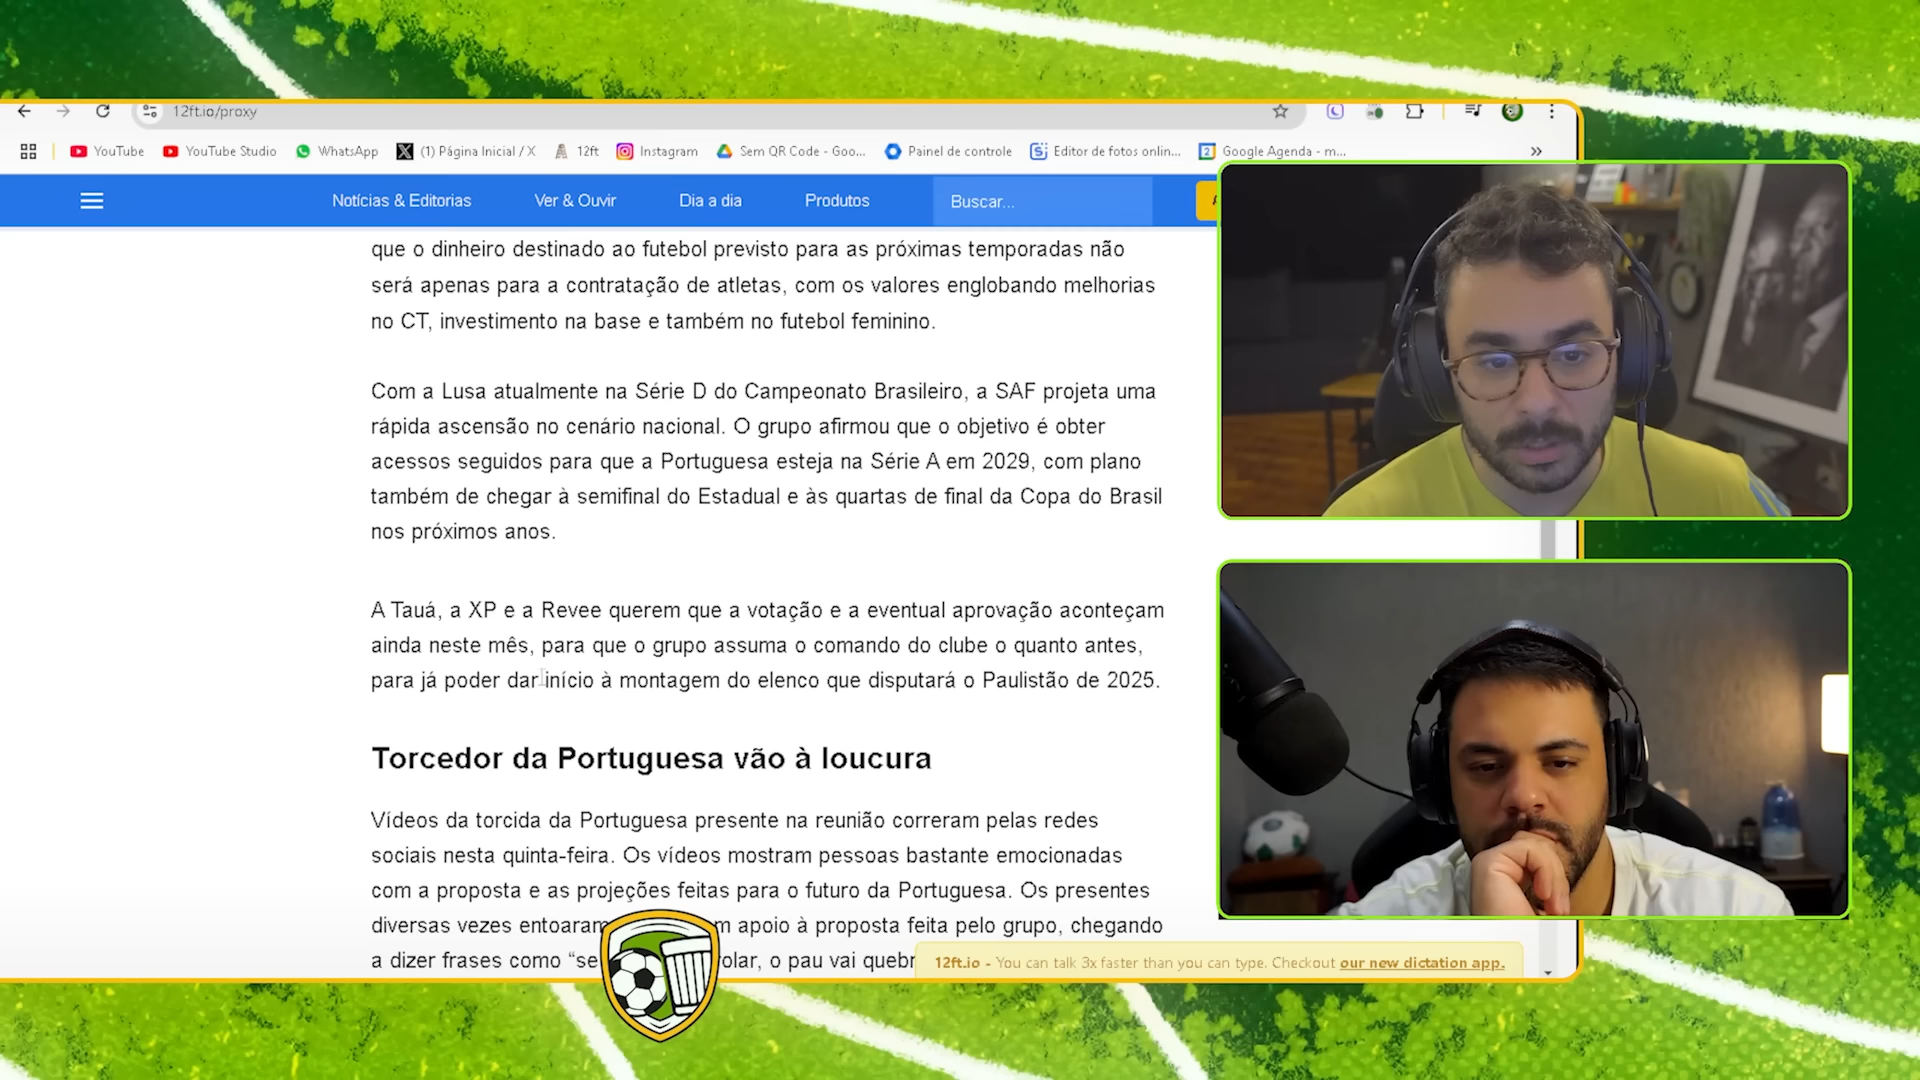 12ft.io/proxy
YouTube YouTube Studio WhatsApp (1) Página Inicial / X 12ft Instagram Sem QR Code - Goo... Painel de controle Editor de fotos onlin... 2 Google Agenda - m... »
Notícias & Editorias Ver & Ouvir Dia a dia Produtos Buscar...
que o dinheiro destinado ao futebol previsto para as próximas temporadas não
será apenas para a contratação de atletas, com os valores englobando melhorias
no CT, investimento na base e também no futebol feminino.
Com a Lusa atualmente na Série D do Campeonato Brasileiro, a SAF projeta uma
rápida ascensão no cenário nacional. O grupo afirmou que o objetivo é obter
acessos seguidos para que a Portuguesa esteja na Série A em 2029, com plano
também de chegar à semifinal do Estadual e às quartas de final da Copa do Brasil
nos próximos anos.
A Tauá, a XP e a Revee querem que a votação e a eventual aprovação aconteçam
ainda neste mês, para que o grupo assuma o comando do clube o quanto antes,
para já poder dar início à montagem do elenco que disputará o Paulistão de 2025.
Torcedor da Portuguesa vão à loucura
Vídeos da torcida da Portuguesa presente na reunião correram pelas redes
sociais nesta quinta-feira. Os vídeos mostram pessoas bastante emocionadas
com a proposta e as projeções feitas para o futuro da Portuguesa. Os presentes
diversas vezes entoaram m apoio à proposta feita pelo grupo, chegando
a dizer frases como “se olar, o pau vai quebr
12ft.io - You can talk 3x faster than you can type. Checkout our new dictation app.